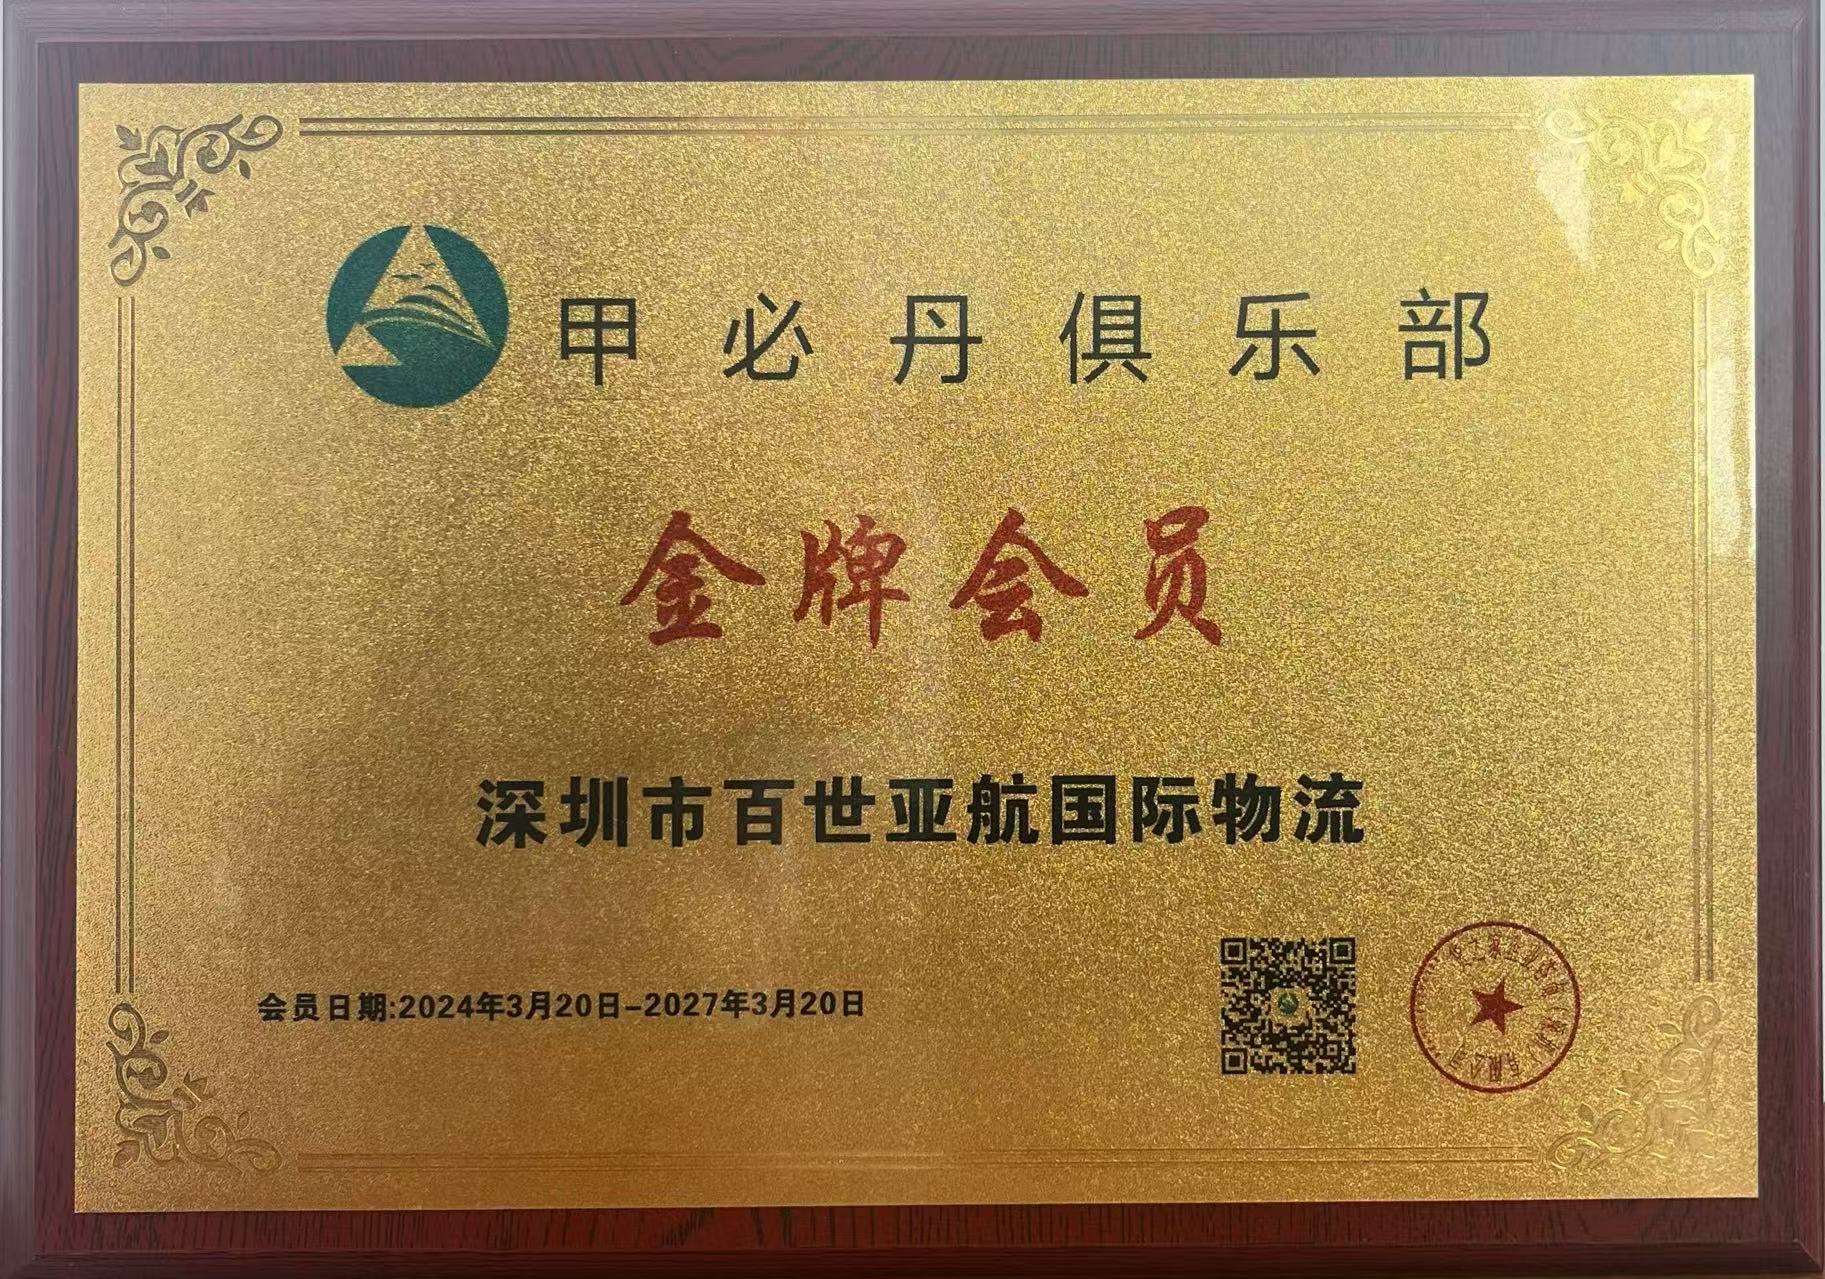 甲必丹俱乐部
金牌会员
深圳市百世亚航国际物流
会员日期:2024年3月20日-2027年3月20日